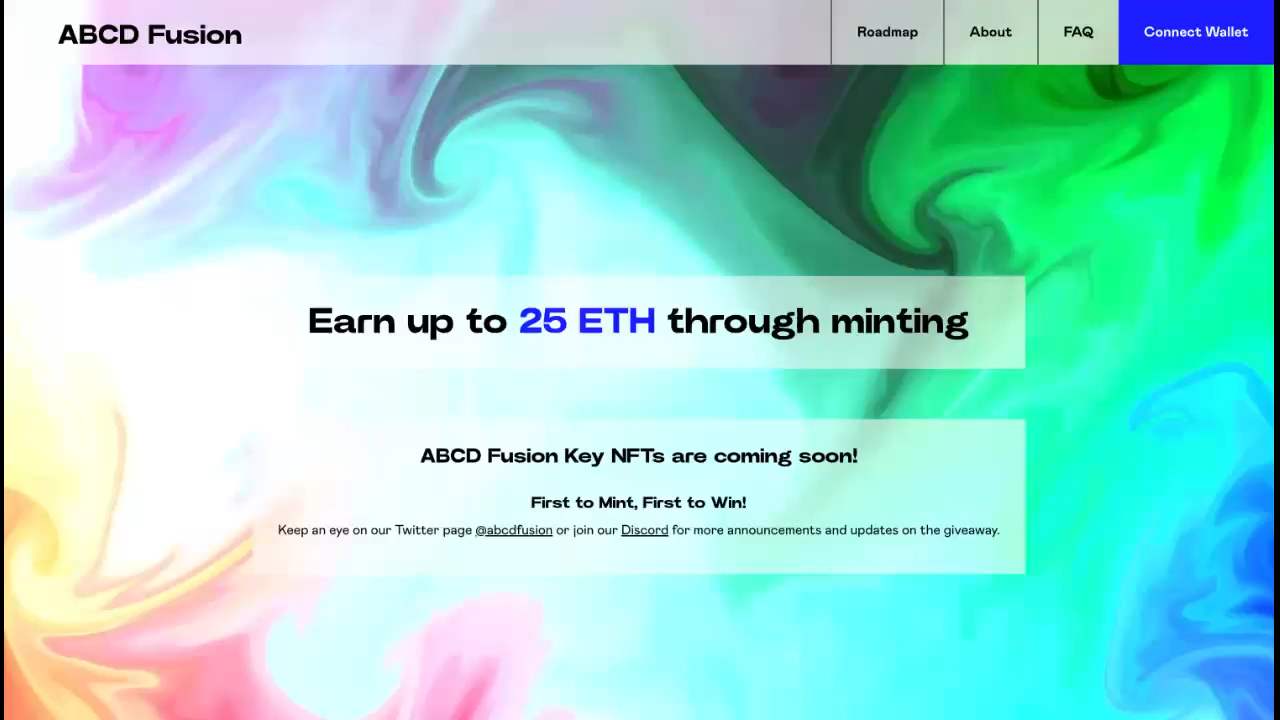 ABCD Fusion
Roadmap
About
FAQ
Connect Wallet
Earn up to 25 ETH through minting
ABCD Fusion Key NFTs are coming soon!
First to Mint, First to Win!
Keep an eye on our Twitter page @abcdfusion or join our Discord for more announcements and updates on the giveaway.